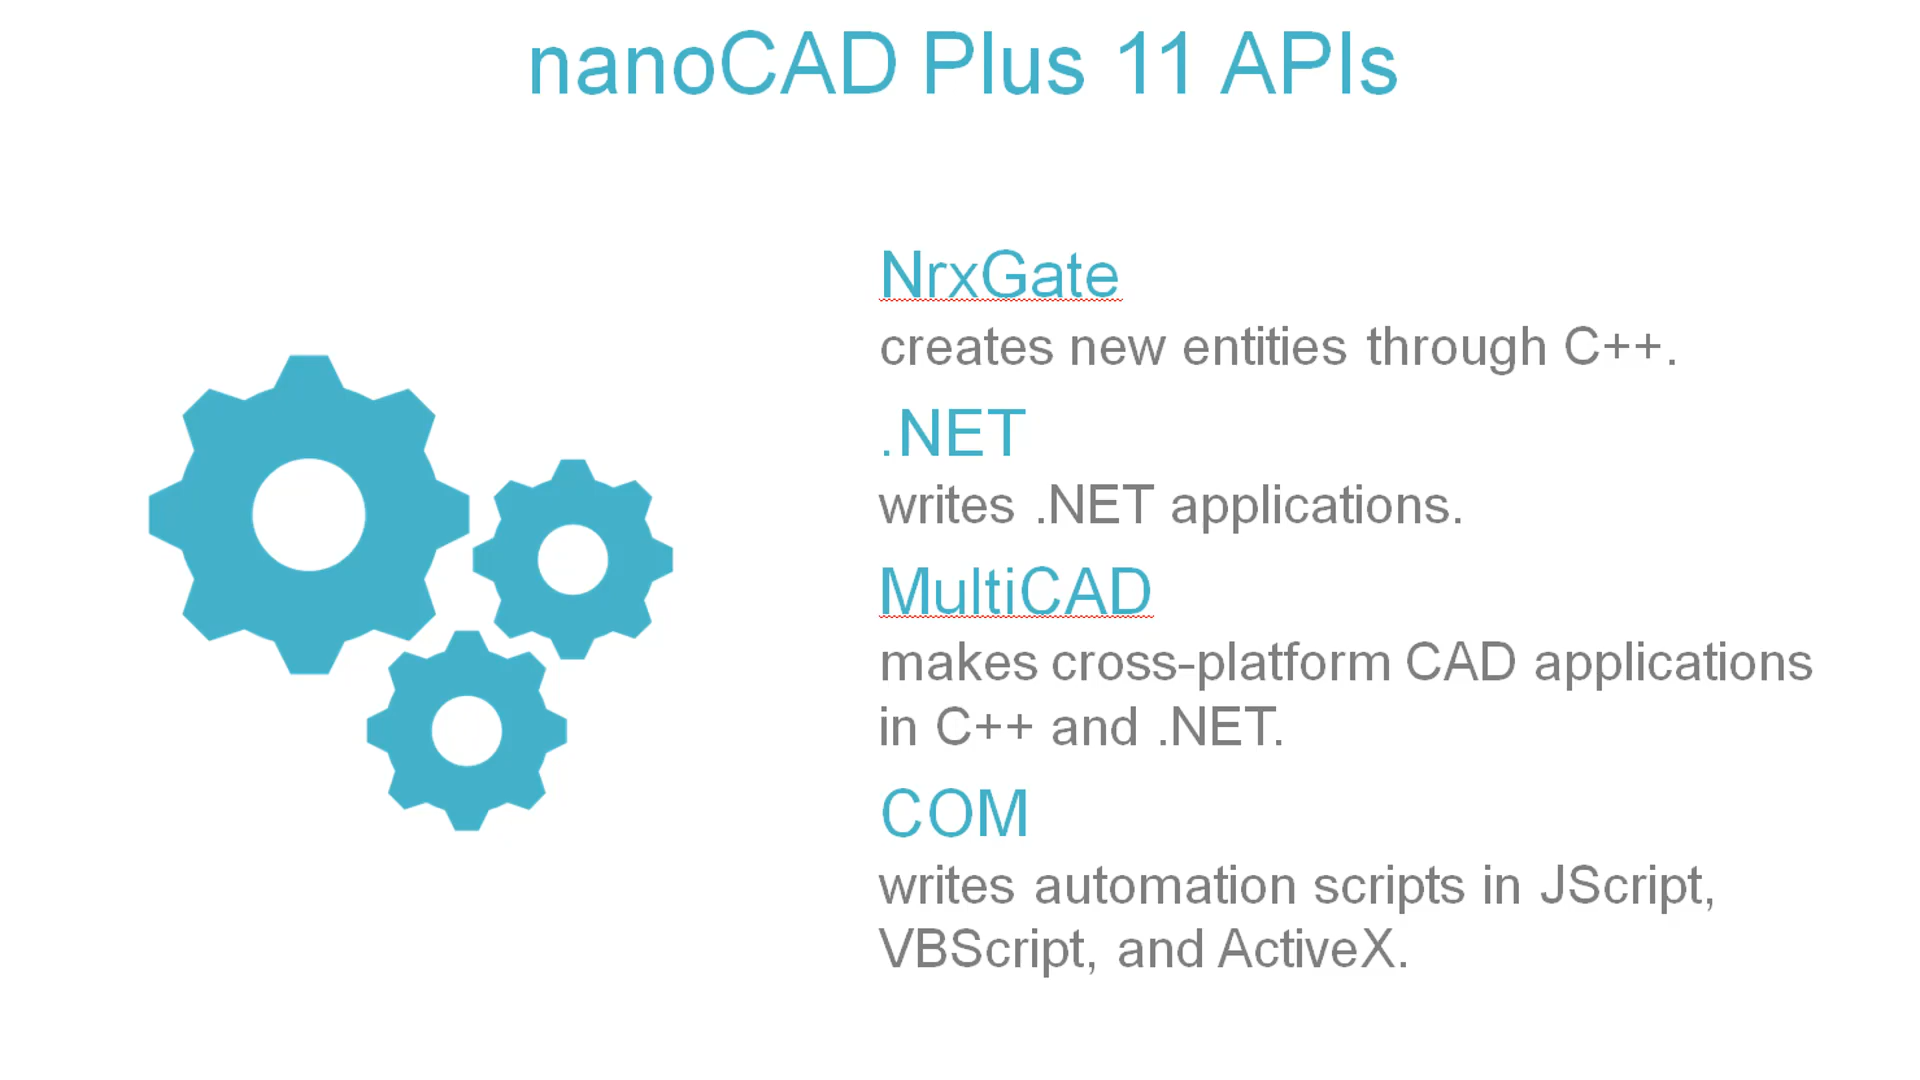 nanoCAD Plus 11 APIs
NrxGate
creates new entities through C++.
.NET
writes .NET applications.
MultiCAD
makes cross-platform CAD applications
in C++ and .NET.
COM
writes automation scripts in JScript,
VBScript, and ActiveX.